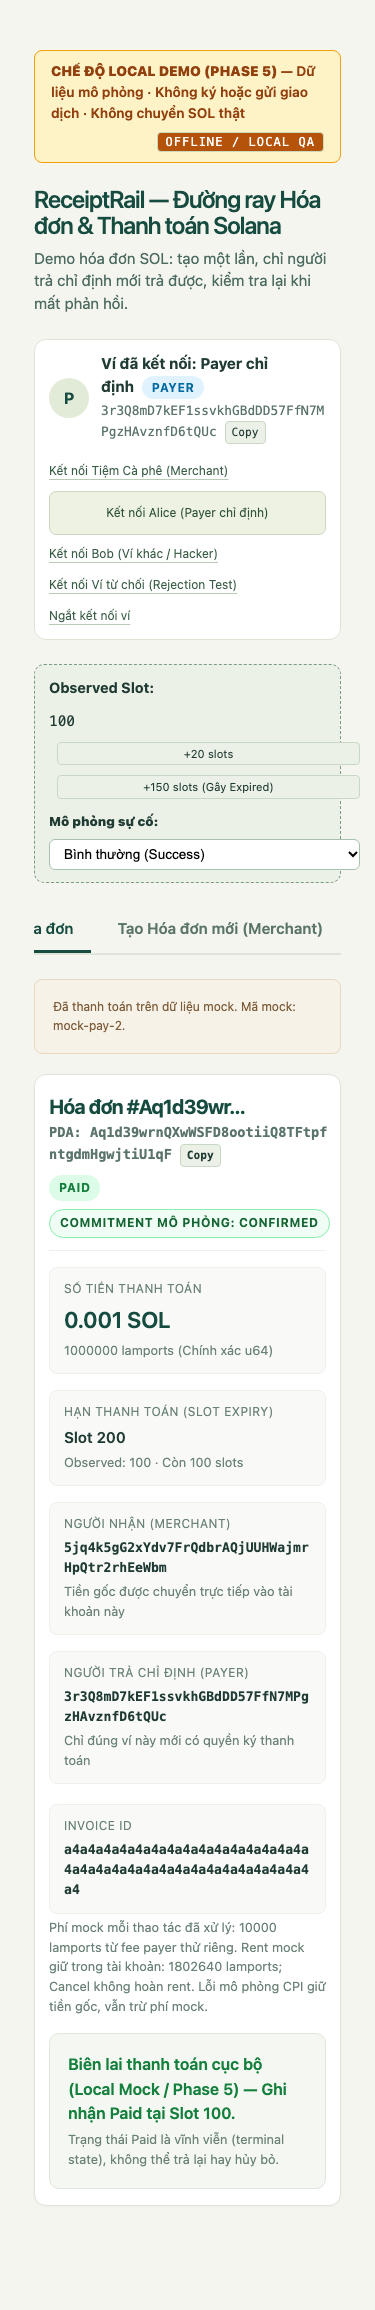 CHẾ ĐỘ LOCAL DEMO (PHASE 5) — Dữ
liệu mô phỏng · Không ký hoặc gửi giao
dịch · Không chuyển SOL thật
OFFLINE / LOCAL QA
ReceiptRail — Đường ray Hóa
đơn & Thanh toán Solana
Demo hóa đơn SOL: tạo một lần, chỉ người
trả chỉ định mới trả được, kiểm tra lại khi
mất phản hồi.
P
Ví đã kết nối: Payer chỉ
định PAYER
3r3Q8mD7kEF1ssvkhGBdDD57FfN7M
PgzHAvznfD6tQUc Copy
Kết nối Tiệm Cà phê (Merchant)
Kết nối Alice (Payer chỉ định)
Kết nối Bob (Ví khác / Hacker)
Kết nối Ví từ chối (Rejection Test)
Ngắt kết nối ví
Observed Slot:
100
+20 slots
+150 slots (Gây Expired)
Mô phỏng sự cố:
Bình thường (Success)
a đơn Tạo Hóa đơn mới (Merchant)
Đã thanh toán trên dữ liệu mock. Mã mock:
mock-pay-2.
Hóa đơn #Aq1d39wr...
PDA: Aq1d39wrnQXwWSFD8ootiiQ8TFtpf
ntgdmHgwjtiU1qF Copy
PAID
COMMITMENT MÔ PHỎNG: CONFIRMED
SỐ TIỀN THANH TOÁN
0.001 SOL
1000000 lamports (Chính xác u64)
HẠN THANH TOÁN (SLOT EXPIRY)
Slot 200
Observed: 100 · Còn 100 slots
NGƯỜI NHẬN (MERCHANT)
5jq4k5gG2xYdv7FrQdbrAQjUUHWajmr
HpQtr2rhEeWbm
Tiền gốc được chuyển trực tiếp vào tài
khoản này
NGƯỜI TRẢ CHỈ ĐỊNH (PAYER)
3r3Q8mD7kEF1ssvkhGBdDD57FfN7MPg
zHAvznfD6tQUc
Chỉ đúng ví này mới có quyền ký thanh
toán
INVOICE ID
a4a4a4a4a4a4a4a4a4a4a4a4a4a4a4a
4a4a4a4a4a4a4a4a4a4a4a4a4a4a4a4
a4
Phí mock mỗi thao tác đã xử lý: 10000
lamports từ fee payer thử riêng. Rent mock
giữ trong tài khoản: 1802640 lamports;
Cancel không hoàn rent. Lỗi mô phỏng CPI giữ
tiền gốc, vẫn trừ phí mock.
Biên lai thanh toán cục bộ
(Local Mock / Phase 5) — Ghi
nhận Paid tại Slot 100.
Trạng thái Paid là vĩnh viễn (terminal
state), không thể trả lại hay hủy bỏ.